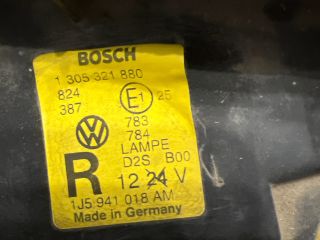 BOSCH
1 305 321 880
824 E1 25
387
783
784
R LAMPE
D2S B00
12 24 V
1J5 941 018 AM
Made in Germany